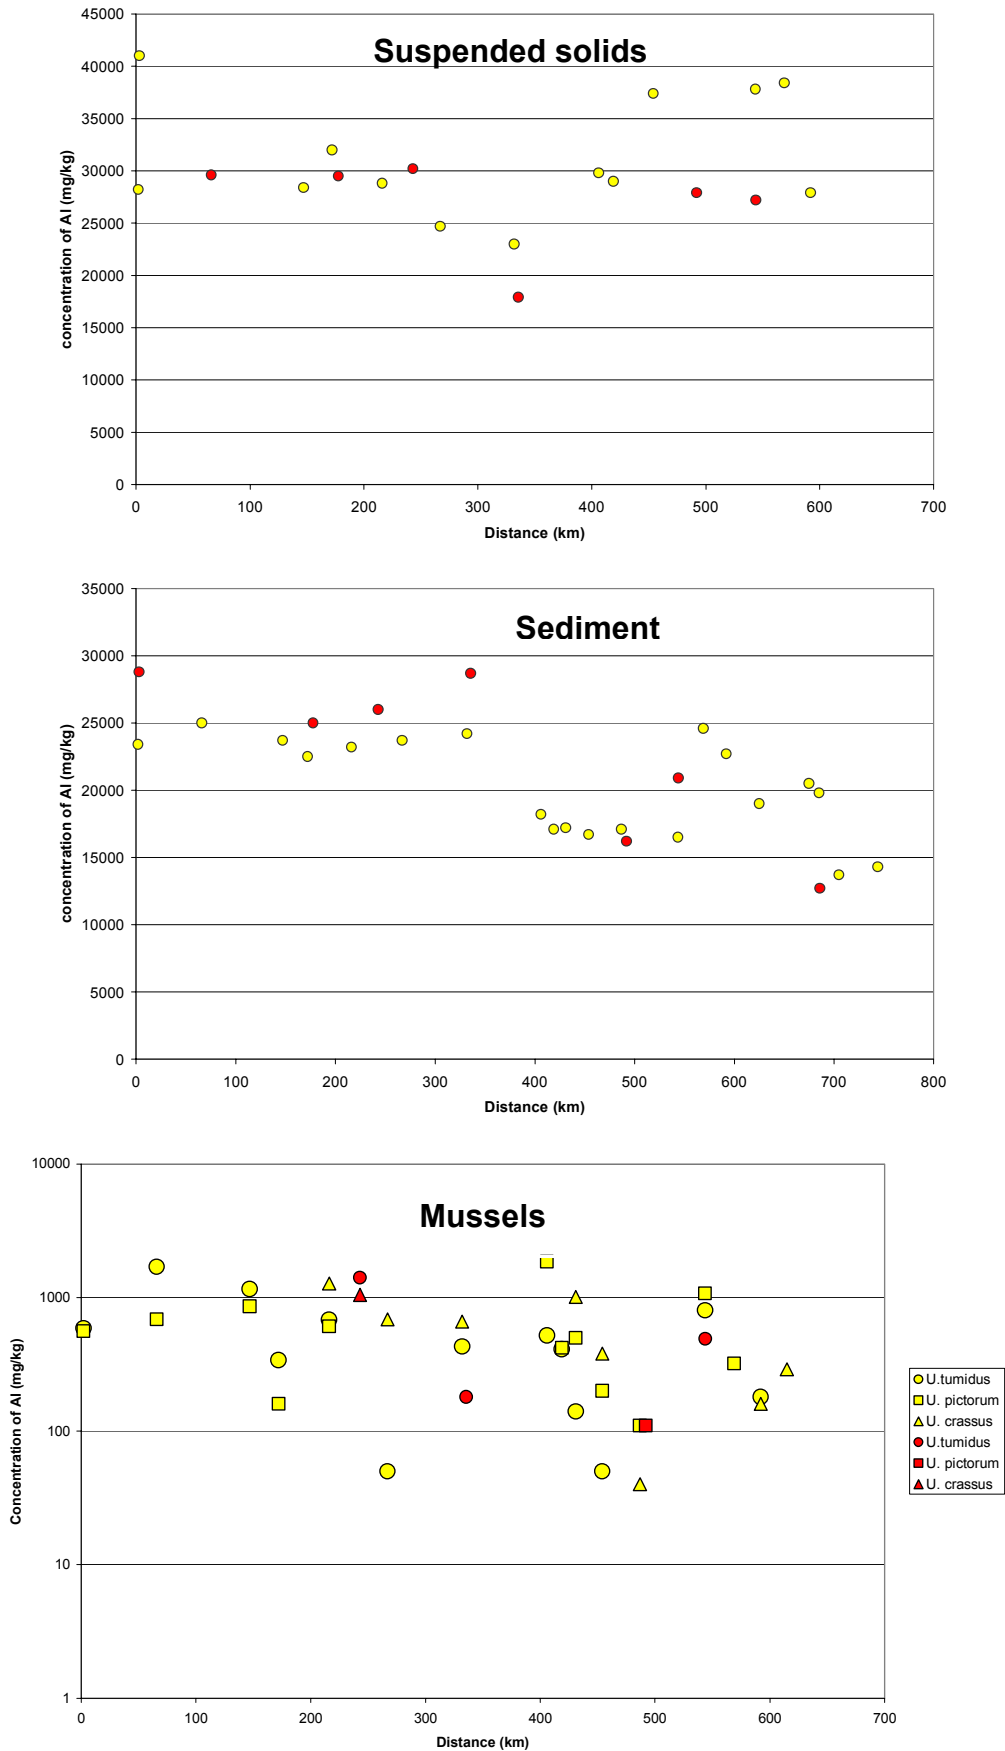 Suspended solids
45000
40000
35000
30000
25000
20000
15000
10000
5000
0
concentration of Al (mg/kg)
0 100 200 300 400 500 600 700
Distance (km)
Sediment
35000
30000
25000
20000
15000
10000
5000
0
concentration of Al (mg/kg)
0 100 200 300 400 500 600 700 800
Distance (km)
Mussels
10000
1000
100
10
1
Concentration of Al (mg/kg)
0 100 200 300 400 500 600 700
Distance (km)
U.tumidus
U. pictorum
U. crassus
U.tumidus
U. pictorum
U. crassus